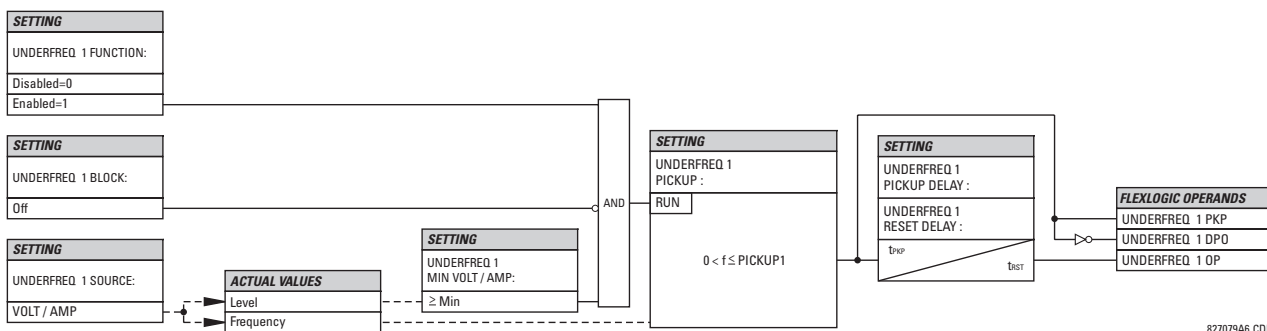 SETTING
UNDERFREQ 1 FUNCTION:
Disabled=0
Enabled=1
SETTING
UNDERFREQ 1 BLOCK:
Off
SETTING
UNDERFREQ 1 SOURCE:
VOLT / AMP
ACTUAL VALUES
Level
Frequency
SETTING
UNDERFREQ 1
MIN VOLT / AMP:
≥ Min
AND
SETTING
UNDERFREQ 1
PICKUP :
RUN
0 < f ≤ PICKUP1
SETTING
UNDERFREQ 1
PICKUP DELAY :
UNDERFREQ 1
RESET DELAY :
tPKP
tRST
FLEXLOGIC OPERANDS
UNDERFREQ 1 PKP
UNDERFREQ 1 DPO
UNDERFREQ 1 OP